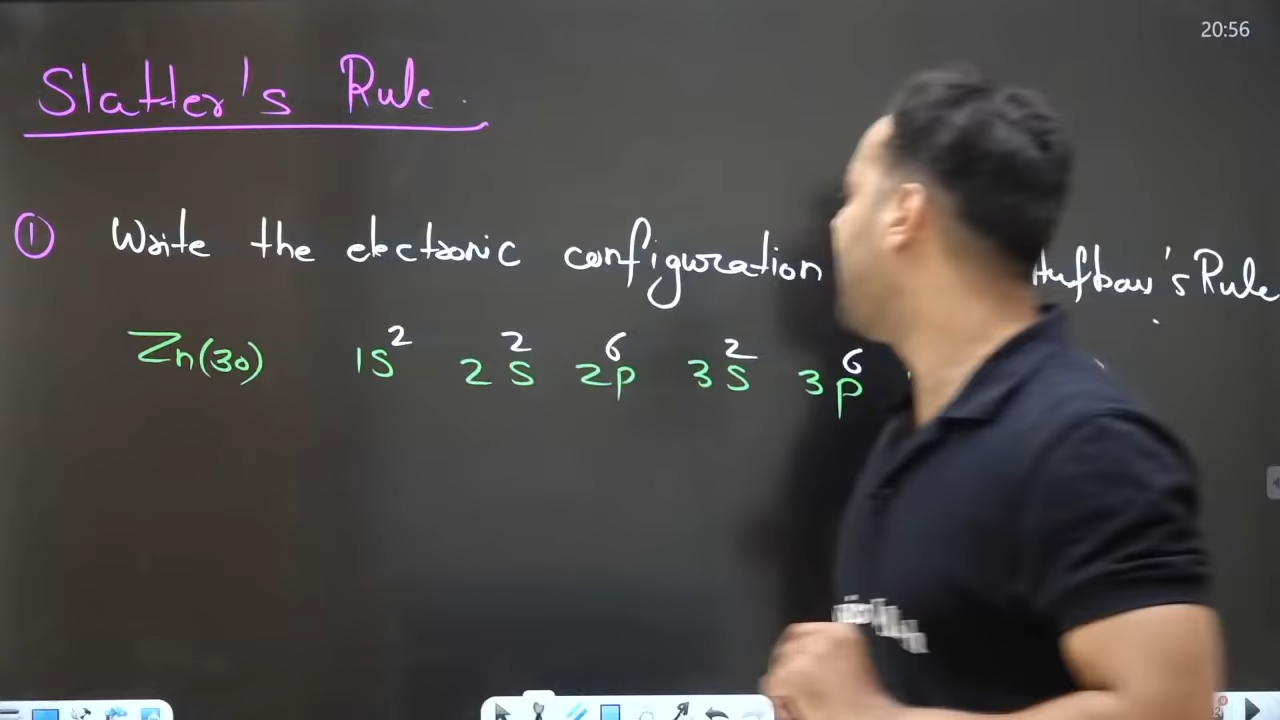 20:56
Slatter's Rule.
① Write the electronic configuration Aufbau's Rule
Zn(30) 1s² 2s² 2p⁶ 3s² 3p⁶